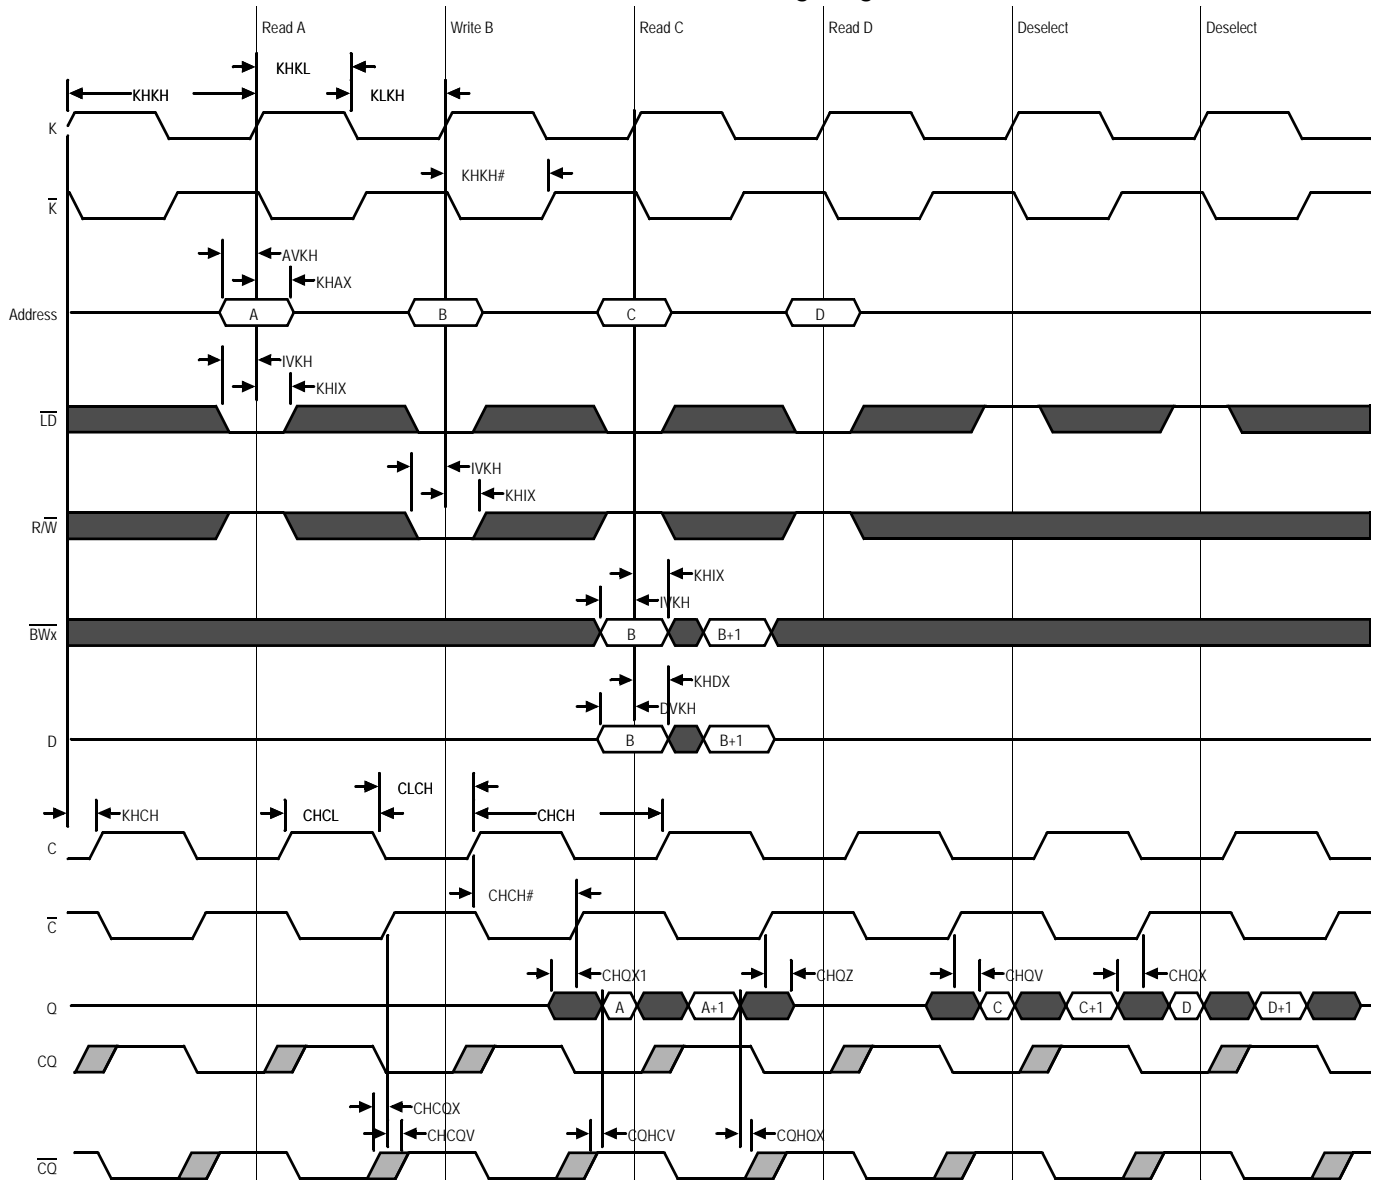 Read A Write B Read C Read D Deselect Deselect
KHKL
KHKH KLKH
K
KHKH#
K
AVKH
KHAX
Address A B C D
IVKH
KHIX
LD
IVKH
KHIX
R/W
KHIX
IVKH
BWx B B+1
KHDX
DVKH
D B B+1
CLCH
KHCH CHCL CHCH
C
CHCH#
C
CHQX1 CHQZ CHQV CHQX
Q A A+1 C C+1 D D+1
CQ
CHCQX
CHCQV CQHCV CQHQX
CQ